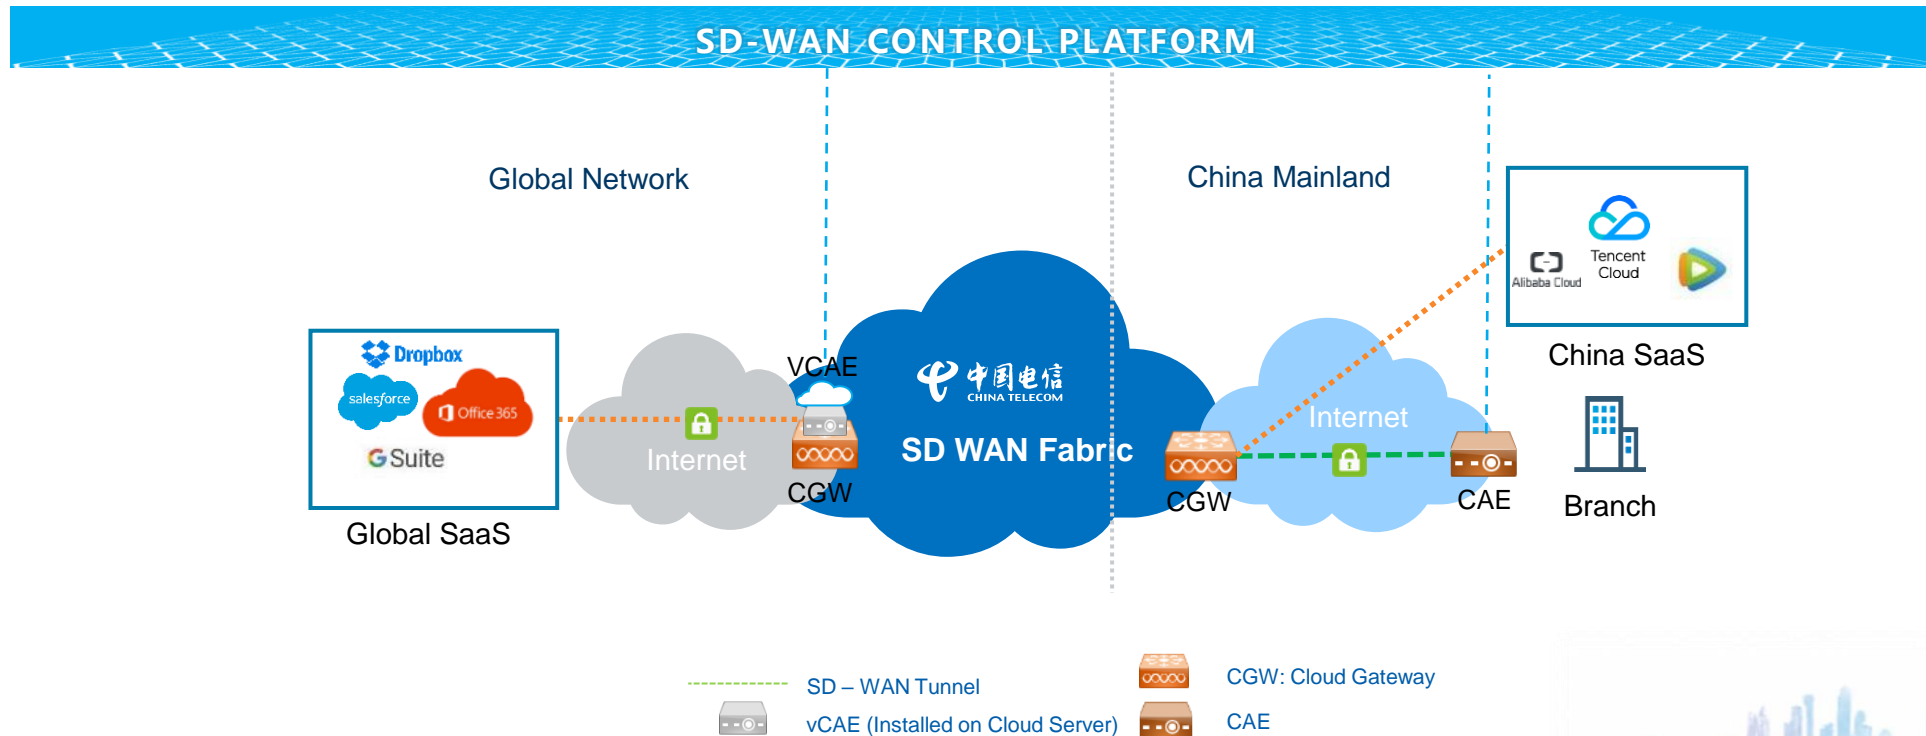 SD-WAN CONTROL PLATFORM
Global Network
China Mainland
Dropbox
salesforce
Office 365
G Suite
Global SaaS
Internet
VCAE
CGW
中国电信
CHINA TELECOM
SD WAN Fabric
CGW
Internet
CAE
Alibaba Cloud
Tencent
Cloud
China SaaS
Branch
SD – WAN Tunnel
CGW: Cloud Gateway
vCAE (Installed on Cloud Server)
CAE